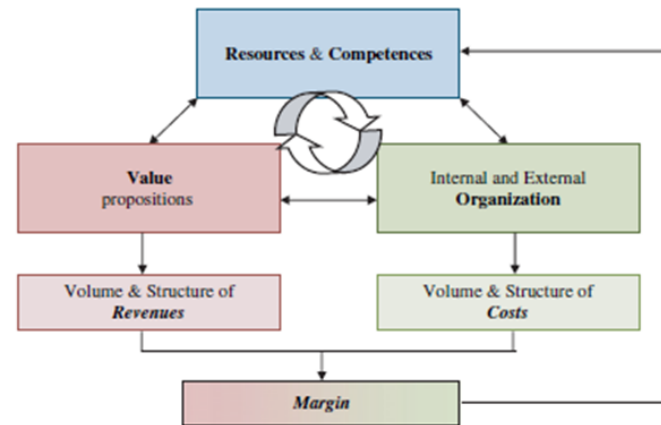 Resources & Competences
Value
propositions
Internal and External
Organization
Volume & Structure of
Revenues
Volume & Structure of
Costs
Margin